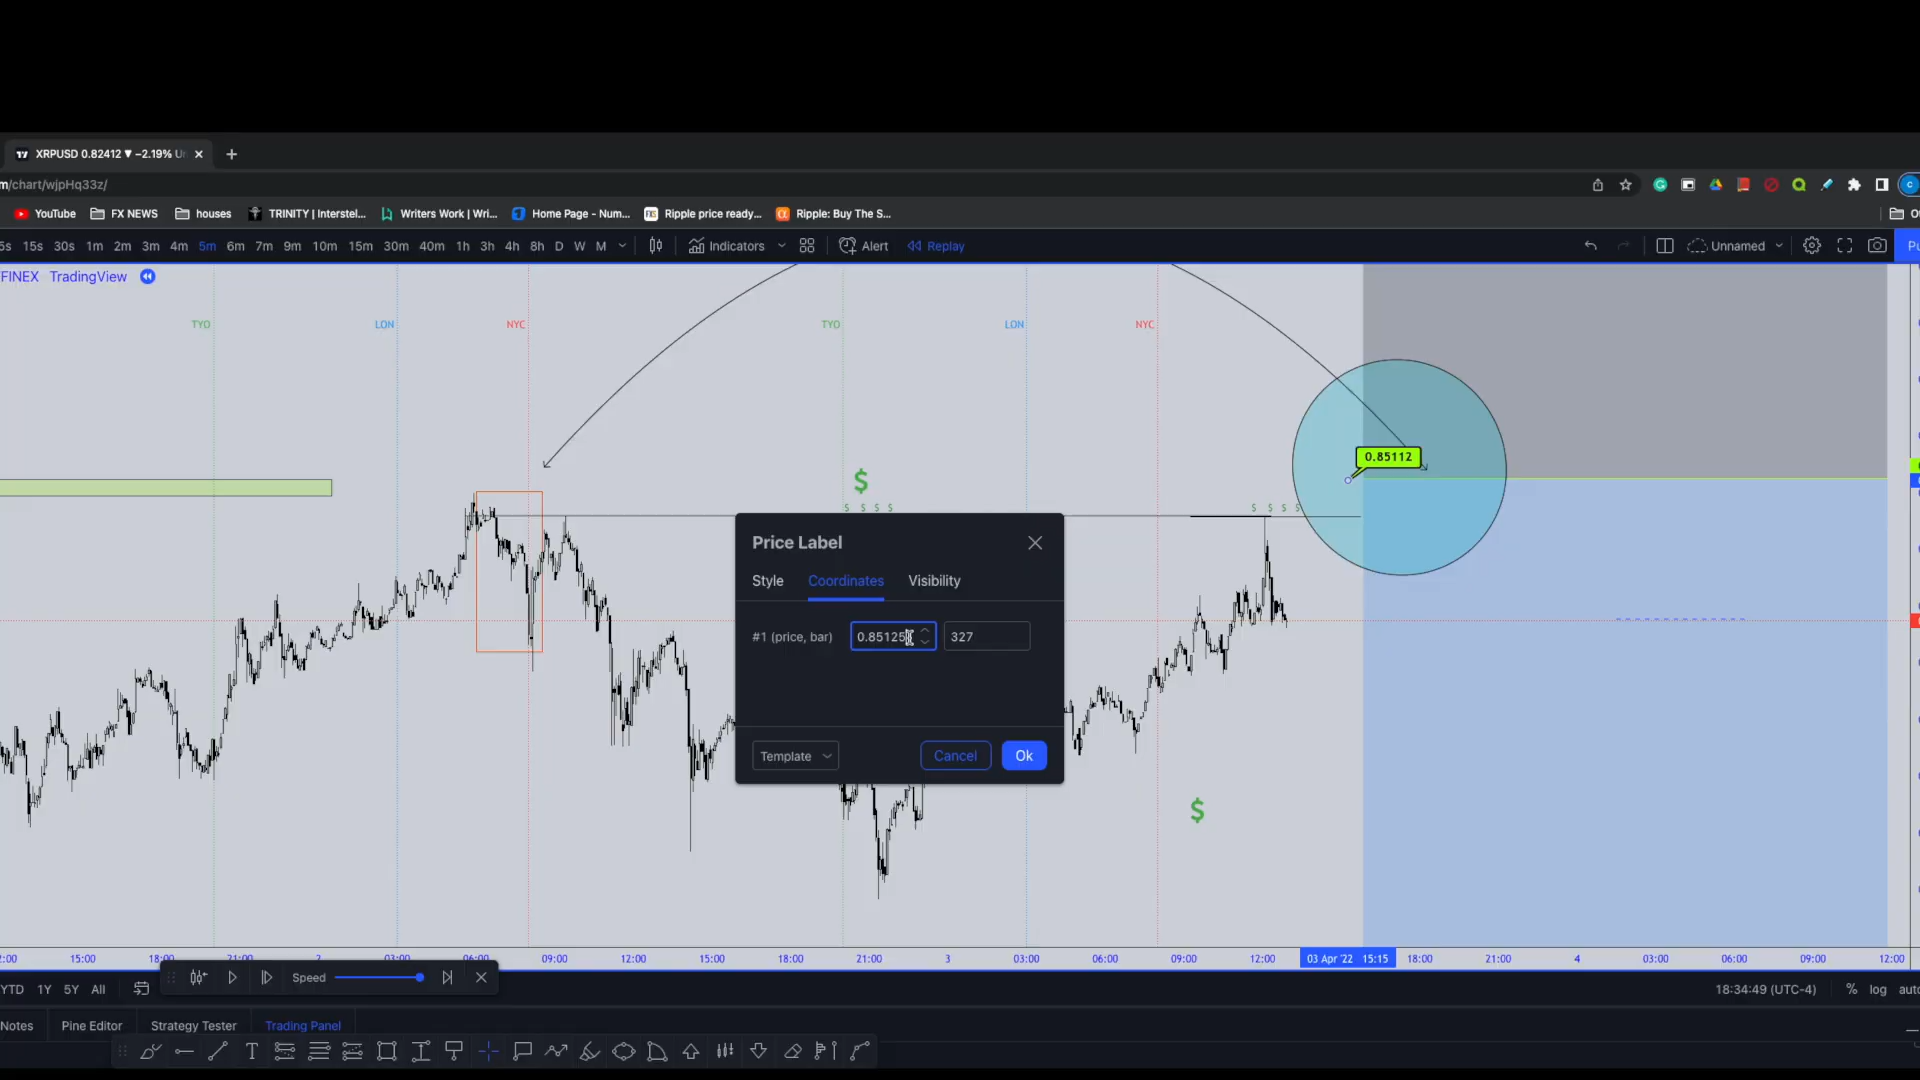 XRPUSD 0.82412 ▼ −2.19% U
m/chart/wjpHq33z/
YouTube FX NEWS houses TRINITY | Interstel... Writers Work | Wri... Home Page - Num... Ripple price ready... Ripple: Buy The S...
5s 15s 30s 1m 2m 3m 4m 5m 6m 7m 9m 10m 15m 30m 40m 1h 3h 4h 8h D W M Indicators Alert Replay Unnamed Pu
FINEX TradingView
TYO LON NYC TYO LON NYC
0.85112
$
$ $ $ $ $ $ $ $
Price Label
Style Coordinates Visibility
#1 (price, bar) 0.85125 327
Template Cancel Ok
$
:00 15:00 18:00 21:00 2 03:00 06:00 09:00 12:00 15:00 18:00 21:00 3 03:00 06:00 09:00 12:00 03 Apr '22 15:15 18:00 21:00 4 03:00 06:00 09:00 12:00
Speed
YTD 1Y 5Y All 18:34:49 (UTC-4) % log auto
Notes Pine Editor Strategy Tester Trading Panel